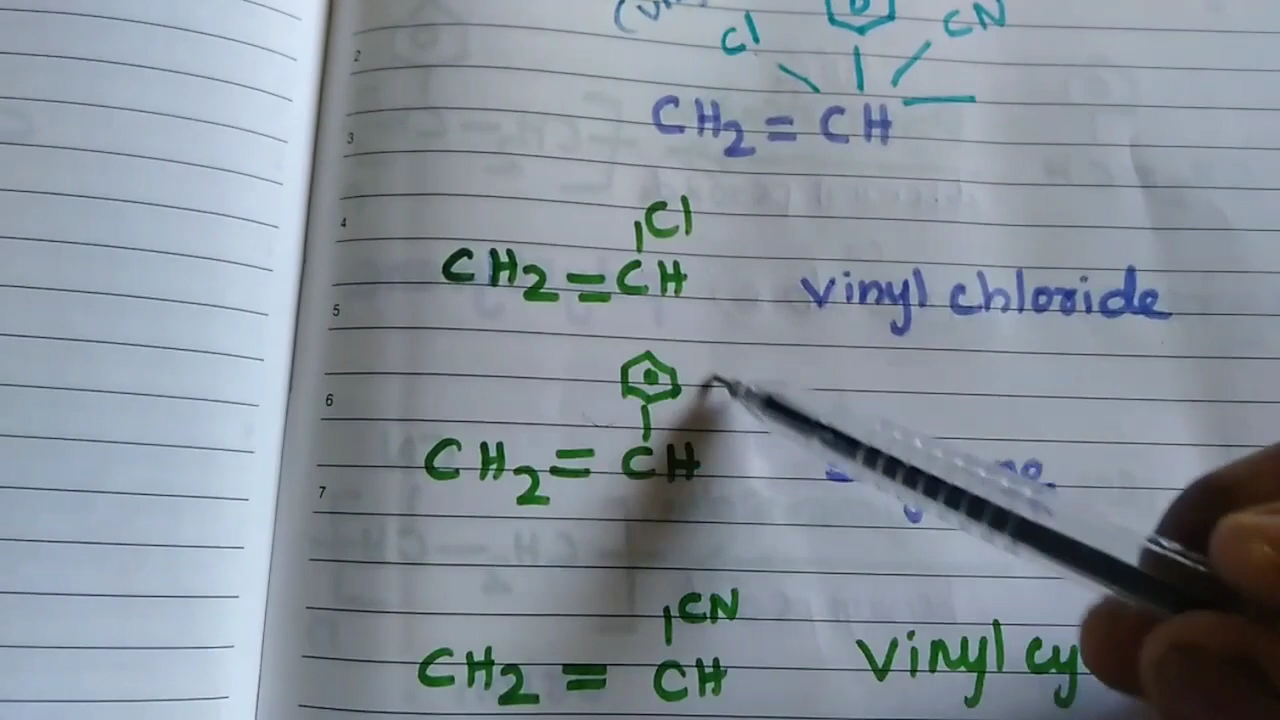 Cl CN
CH2 = CH
2
3
4
Cl
CH2 = CH vinyl chloride
5
6
CH2 = CH
7
CN
CH2 = CH Vinyl